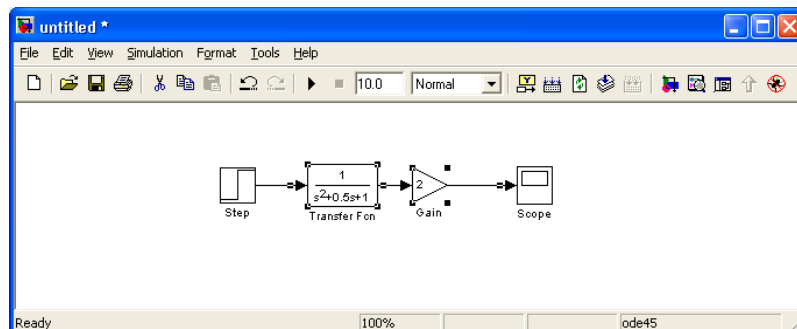 untitled *
File Edit View Simulation Format Tools Help
10.0 Normal
1
s2+0.5s+1
2
Step
Transfer Fcn
Gain
Scope
Ready 100% ode45